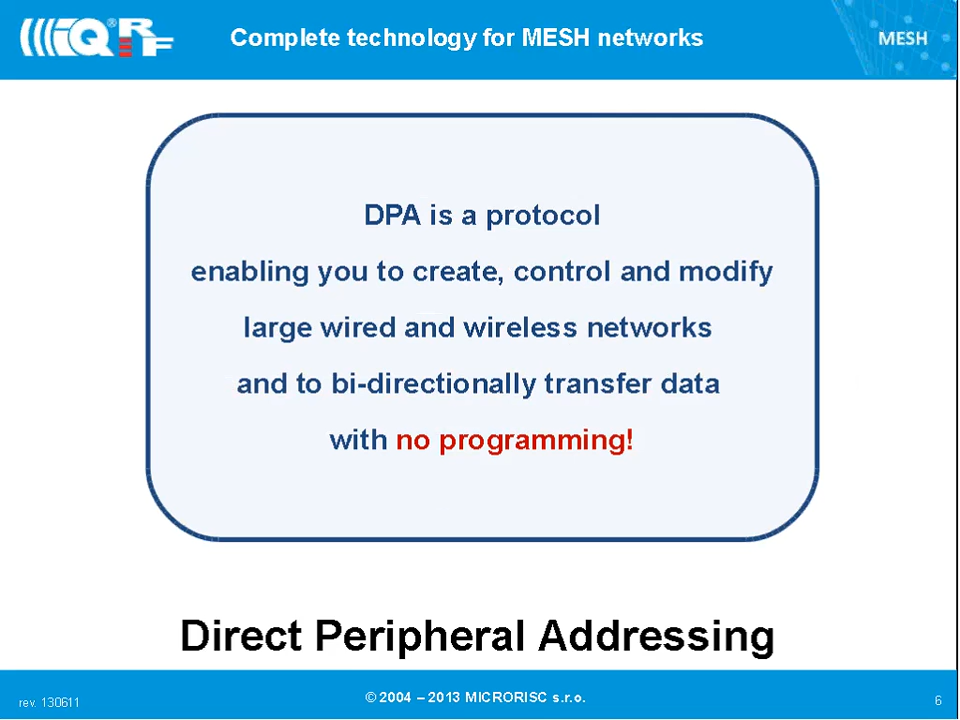 IQRF®
Complete technology for MESH networks
MESH
DPA is a protocol
enabling you to create, control and modify
large wired and wireless networks
and to bi-directionally transfer data
with no programming!
Direct Peripheral Addressing
rev. 130611
© 2004 – 2013 MICRORISC s.r.o.
6